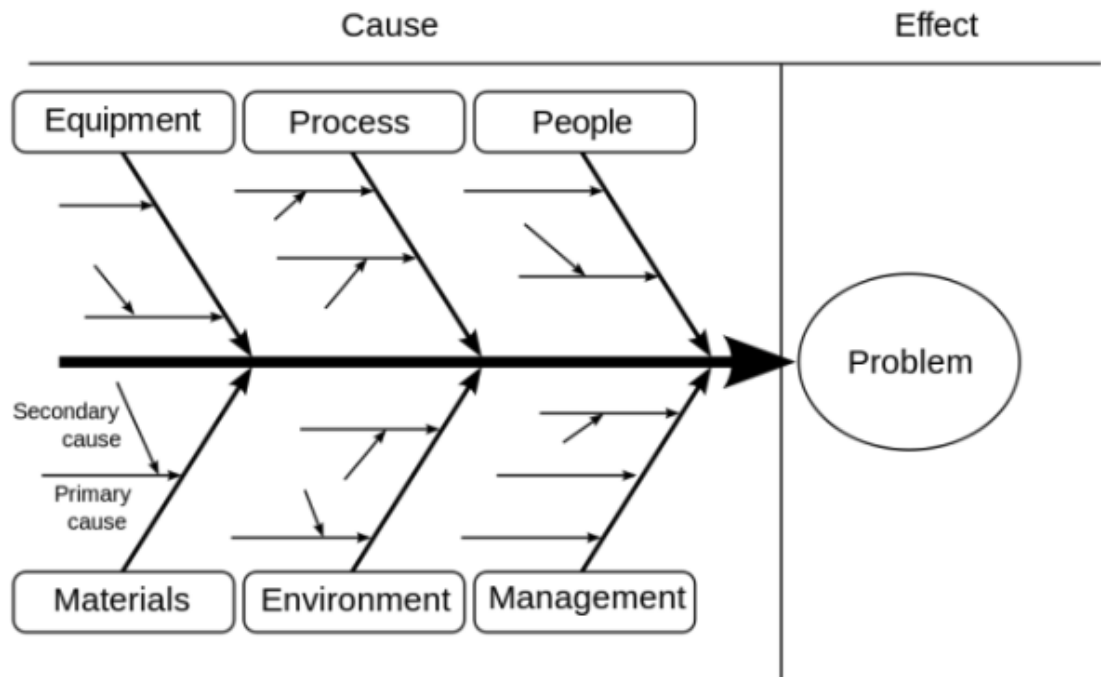 Cause
Effect
Equipment
Process
People
Problem
Secondary
cause
Primary
cause
Materials
Environment
Management